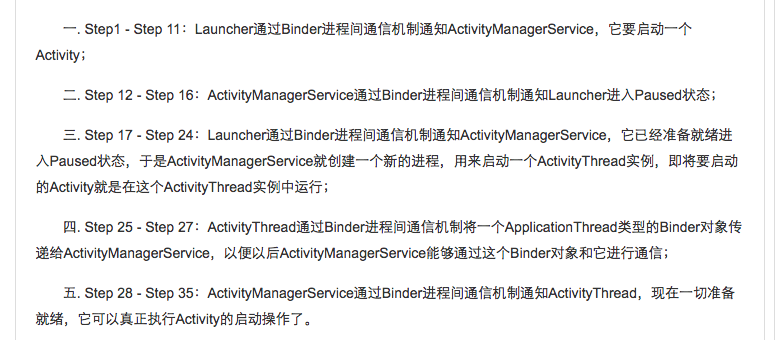 一. Step1 - Step 11：Launcher通过Binder进程间通信机制通知ActivityManagerService，它要启动一个
Activity；
二. Step 12 - Step 16：ActivityManagerService通过Binder进程间通信机制通知Launcher进入Paused状态；
三. Step 17 - Step 24：Launcher通过Binder进程间通信机制通知ActivityManagerService，它已经准备就绪进
入Paused状态，于是ActivityManagerService就创建一个新的进程，用来启动一个ActivityThread实例，即将要启动
的Activity就是在这个ActivityThread实例中运行；
四. Step 25 - Step 27：ActivityThread通过Binder进程间通信机制将一个ApplicationThread类型的Binder对象传
递给ActivityManagerService，以便以后ActivityManagerService能够通过这个Binder对象和它进行通信；
五. Step 28 - Step 35：ActivityManagerService通过Binder进程间通信机制通知ActivityThread，现在一切准备
就绪，它可以真正执行Activity的启动操作了。